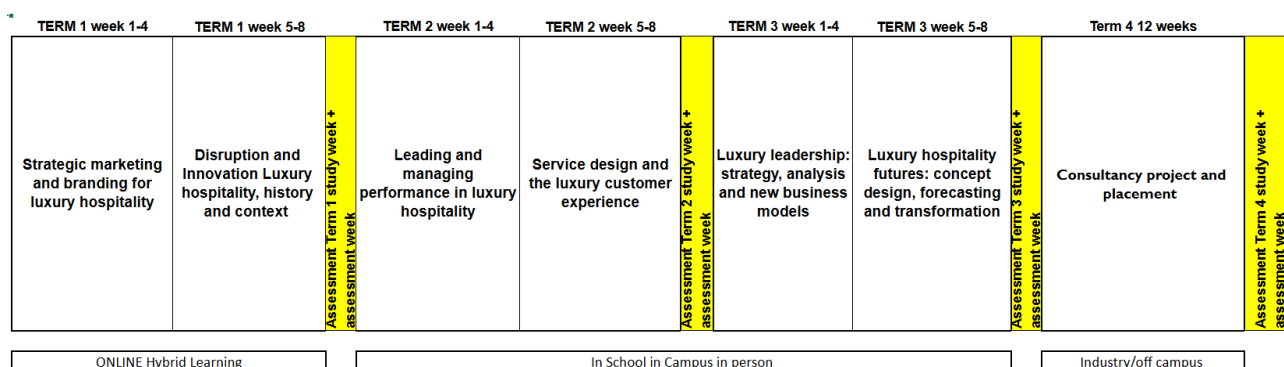 TERM 1 week 1-4
TERM 1 week 5-8
TERM 2 week 1-4
TERM 2 week 5-8
TERM 3 week 1-4
TERM 3 week 5-8
Term 4 12 weeks
Strategic marketing
and branding for
luxury hospitality
Disruption and
Innovation Luxury
hospitality, history
and context
Assessment Term 1 study week +
assessment week
Leading and
managing
performance in luxury
hospitality
Service design and
the luxury customer
experience
Assessment Term 2 study week +
assessment week
Luxury leadership:
strategy, analysis
and new business
models
Luxury hospitality
futures: concept
design, forecasting
and transformation
Assessment Term 3 study week +
assessment week
Consultancy project and
placement
Assessment Term 4 study week +
assessment week
ONLINE Hybrid Learning
In School in Campus in person
Industry/off campus